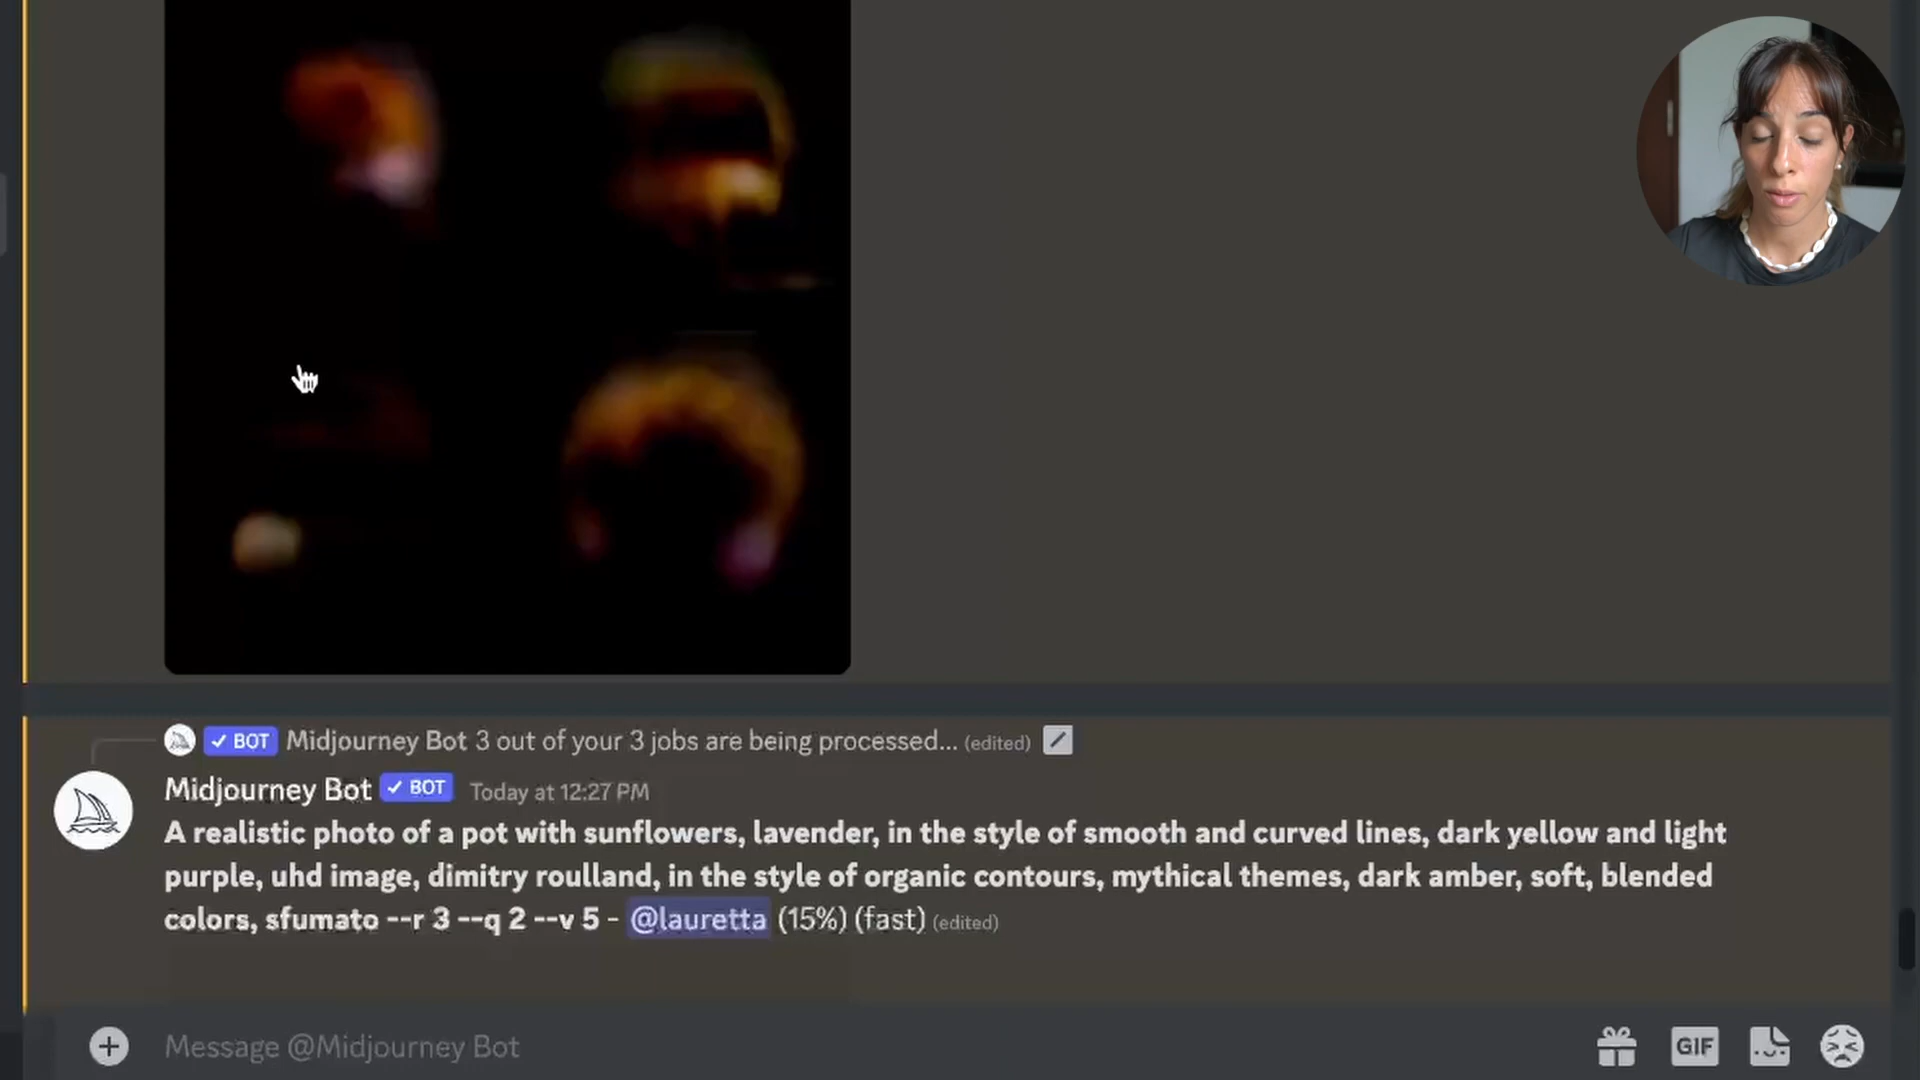 ✓ BOT Midjourney Bot 3 out of your 3 jobs are being processed... (edited)
Midjourney Bot ✓ BOT Today at 12:27 PM
A realistic photo of a pot with sunflowers, lavender, in the style of smooth and curved lines, dark yellow and light
purple, uhd image, dimitry roulland, in the style of organic contours, mythical themes, dark amber, soft, blended
colors, sfumato --r 3 --q 2 --v 5 - @lauretta (15%) (fast) (edited)
Message @Midjourney Bot
GIF